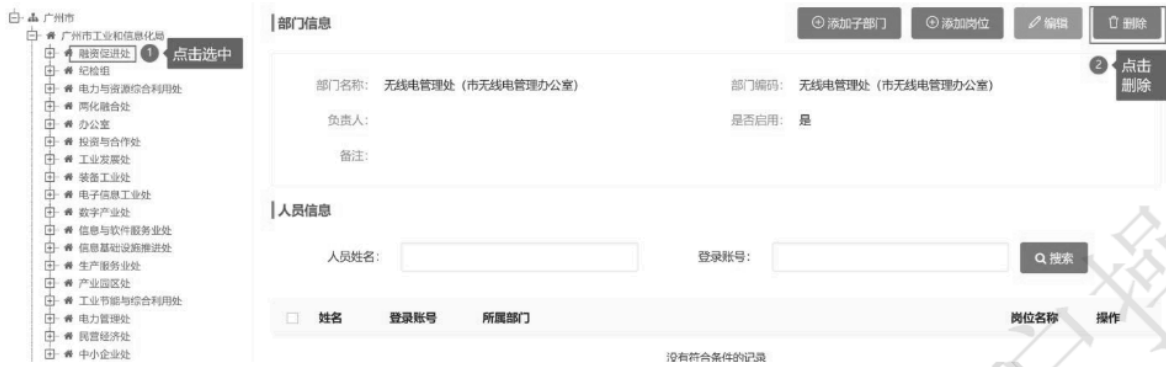 广州市
广州市工业和信息化局
融资促进处
1 点击选中
纪检组
电力与资源综合利用处
两化融合处
办公室
投资与合作处
工业发展处
装备工业处
电子信息工业处
数字产业处
信息与软件服务业处
信息基础设施推进处
生产服务业处
产业园区处
工业节能与综合利用处
电力管理处
民营经济处
中小企业处
部门信息
添加子部门 添加岗位 编辑 删除
2 点击
删除
部门名称: 无线电管理处(市无线电管理办公室) 部门编码: 无线电管理处(市无线电管理办公室)
负责人: 是否启用: 是
备注:
人员信息
人员姓名: 登录账号: 搜索
姓名 登录账号 所属部门 岗位名称 操作
没有符合条件的记录